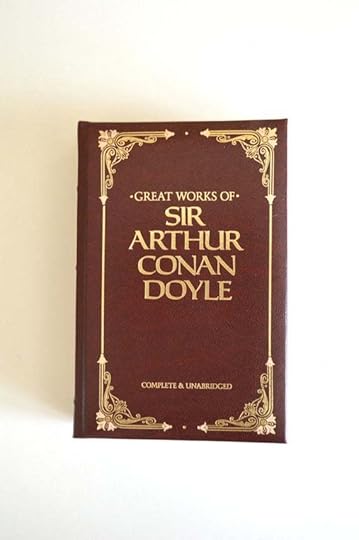 ·GREAT WORKS OF·
SIR
ARTHUR
CONAN
DOYLE
COMPLETE & UNABRIDGED